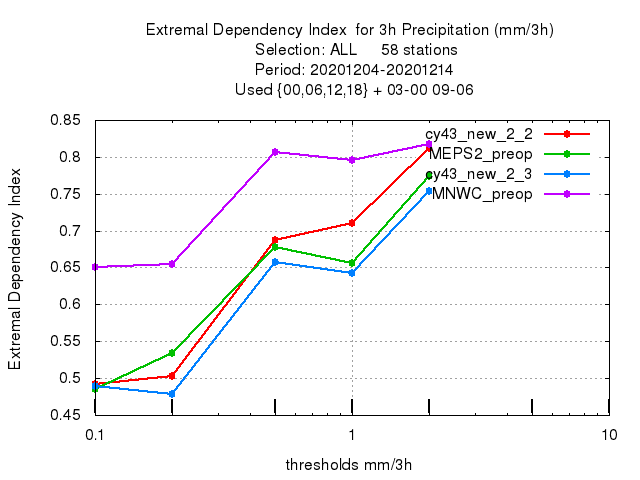 Extremal Dependency Index  for 3h Precipitation (mm/3h)
Selection: ALL     58 stations
Period: 20201204-20201214
Used {00,06,12,18} + 03-00 09-06
cy43_new_2_2
MEPS2_preop
cy43_new_2_3
MNWC_preop
Extremal Dependency Index
0.85
0.8
0.75
0.7
0.65
0.6
0.55
0.5
0.45
0.1
1
10
thresholds mm/3h